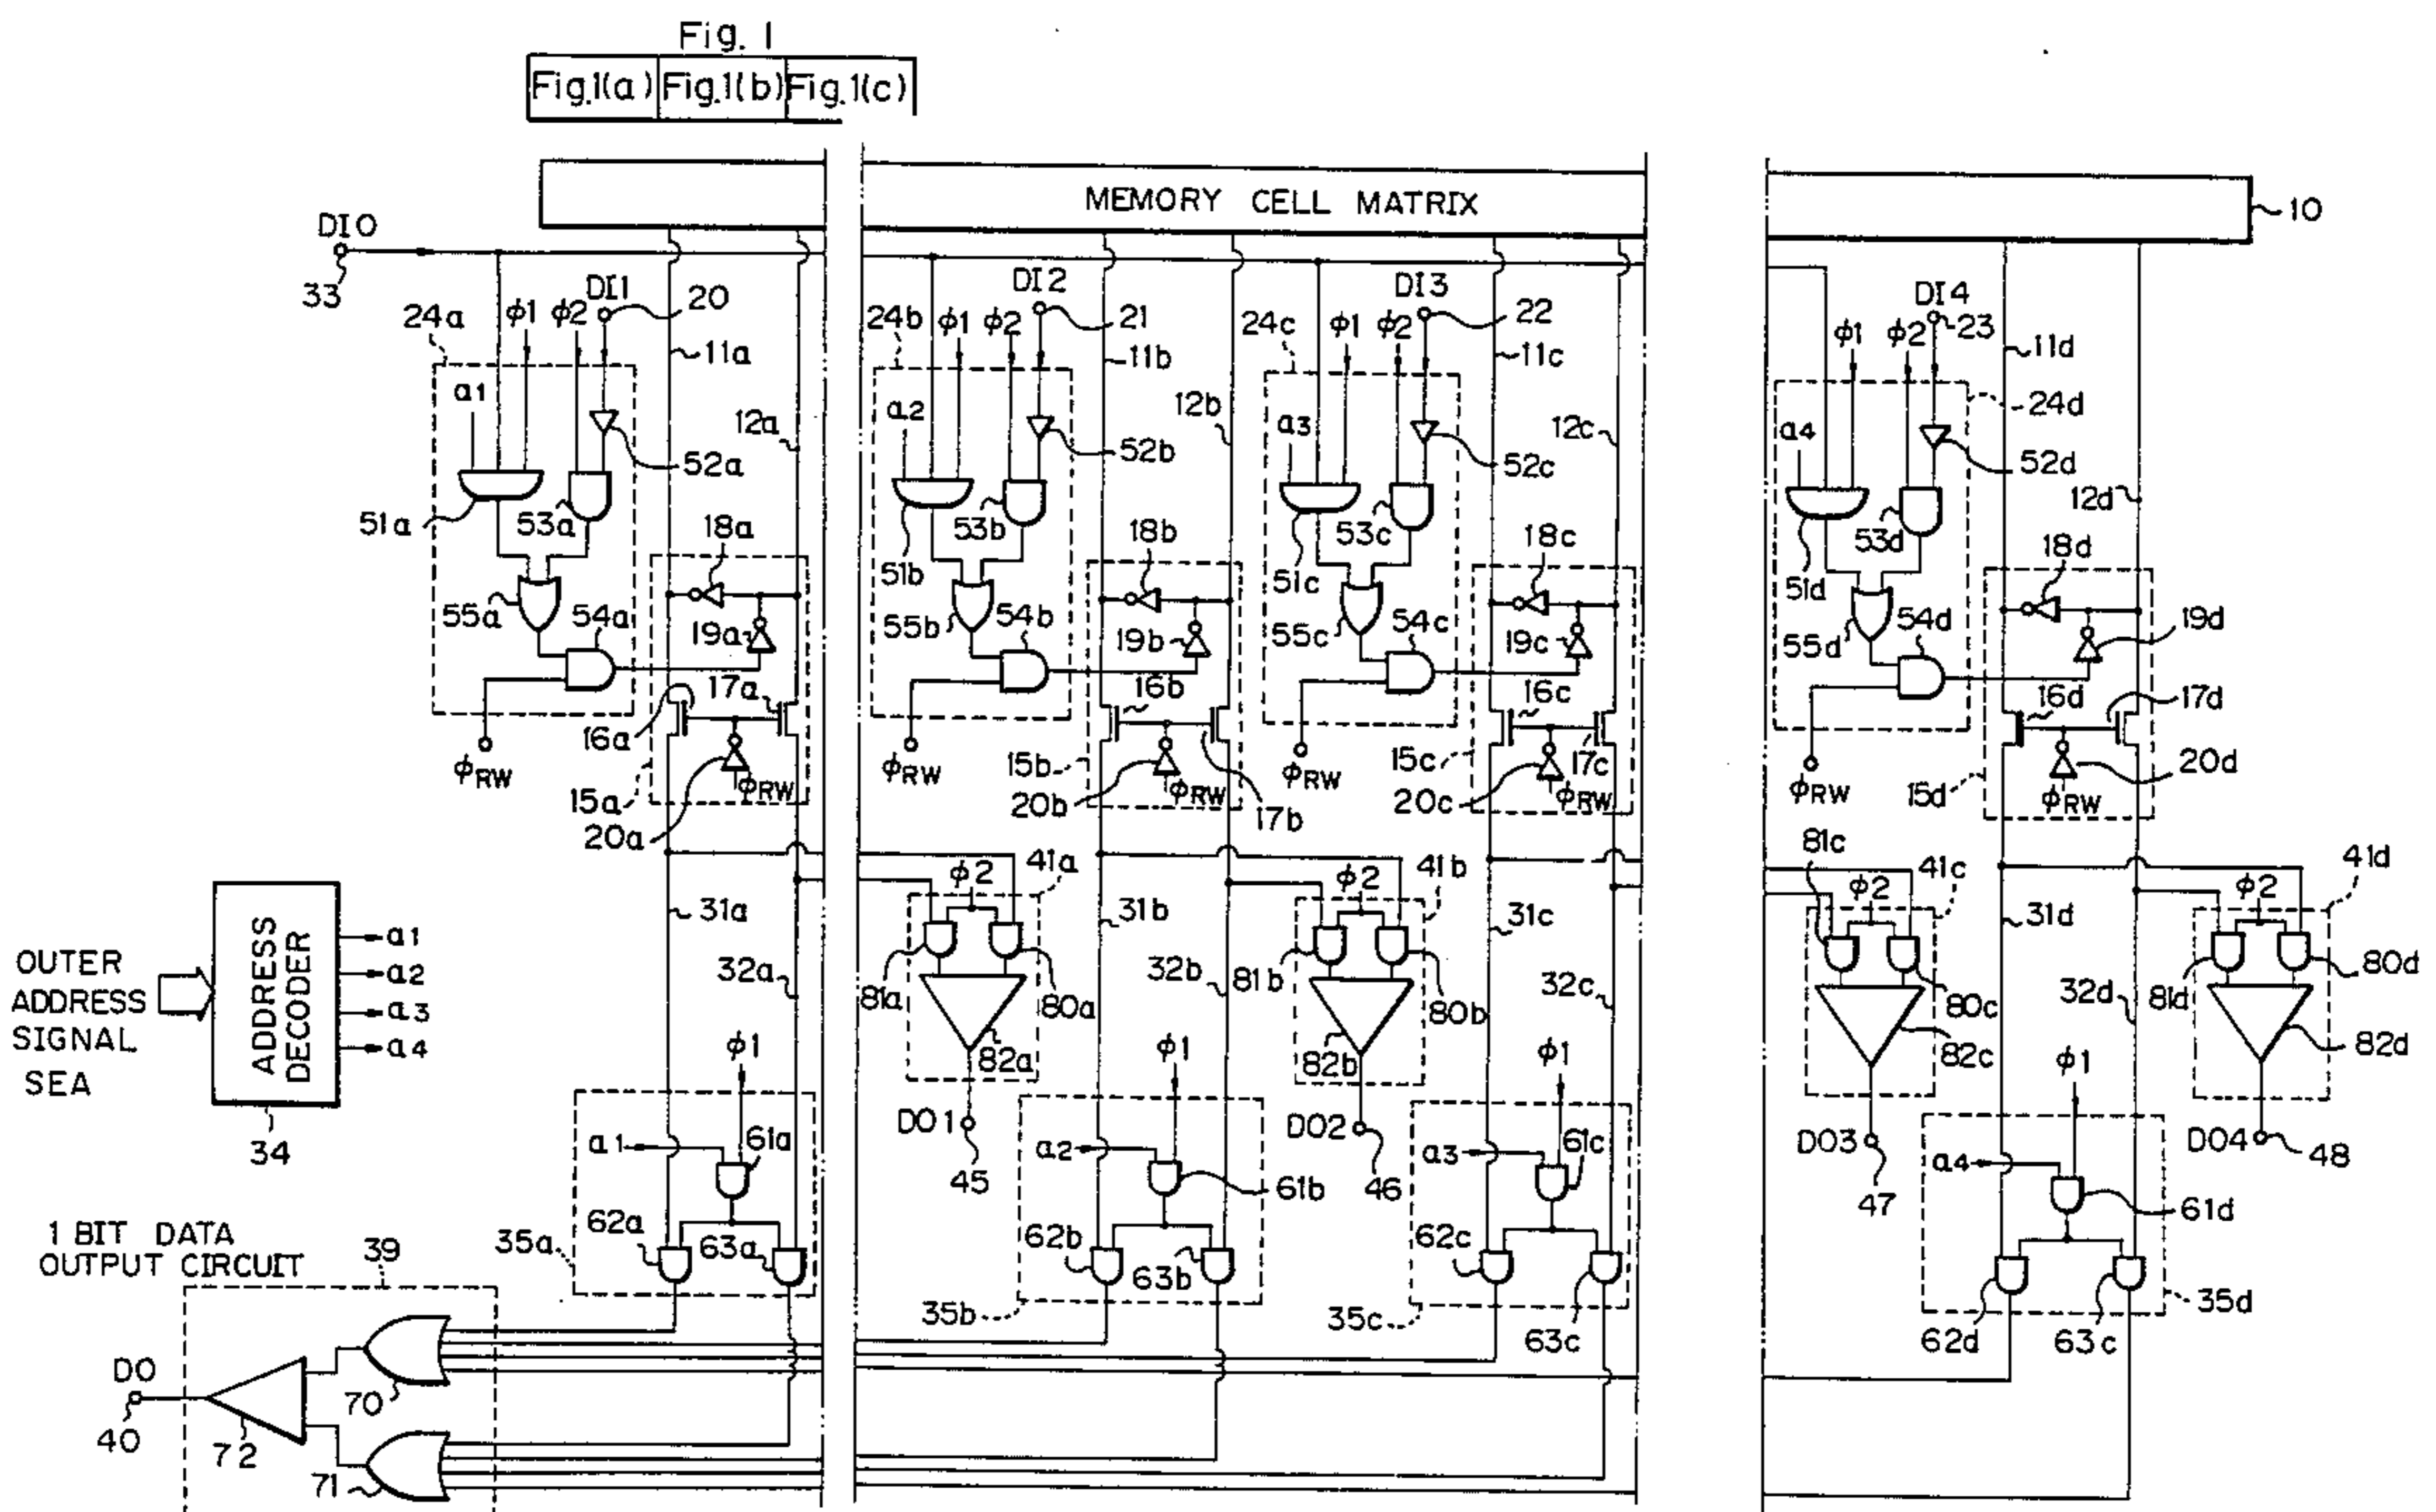 Fig. 1
Fig.1(a) Fig.1(b) Fig.1(c)
MEMORY CELL MATRIX
10
DI0
33
DI1
20
DI2
21
DI3
22
DI4
23
24a
ϕ1
ϕ2
11a
24b
ϕ1
ϕ2
11b
24c
ϕ1
ϕ2
11c
ϕ1
ϕ2
11d
24d
a1
12a
a2
12b
a3
12c
a4
12d
52a
52b
52c
52d
51a
53a
18a
51b
53b
18b
51c
53c
18c
51d
53d
18d
55a
54a
19a
55b
54b
19b
55c
54c
19c
55d
54d
19d
16a
17a
16b
16c
16d
17d
ϕRW
15a
20a
ϕRW
ϕRW
15b
20b
ϕRW
17b
ϕRW
15c
20c
ϕRW
17c
ϕRW
15d
ϕRW
20d
31a
32a
ϕ2
41a
81a
80a
82a
31b
32b
ϕ2
41b
81b
80b
82b
31c
32c
81c
ϕ2
41c
80c
82c
31d
32d
ϕ2
41d
81d
80d
82d
OUTER
ADDRESS
SIGNAL
SEA
ADDRESS
DECODER
a1
a2
a3
a4
34
ϕ1
a1
61a
62a
63a
35a
DO1
45
ϕ1
a2
61b
62b
63b
35b
DO2
46
ϕ1
a3
61c
62c
63c
35c
DO3
47
ϕ1
a4
61d
62d
63c
35d
DO4
48
1 BIT DATA
OUTPUT CIRCUIT
39
DO
40
72
70
71